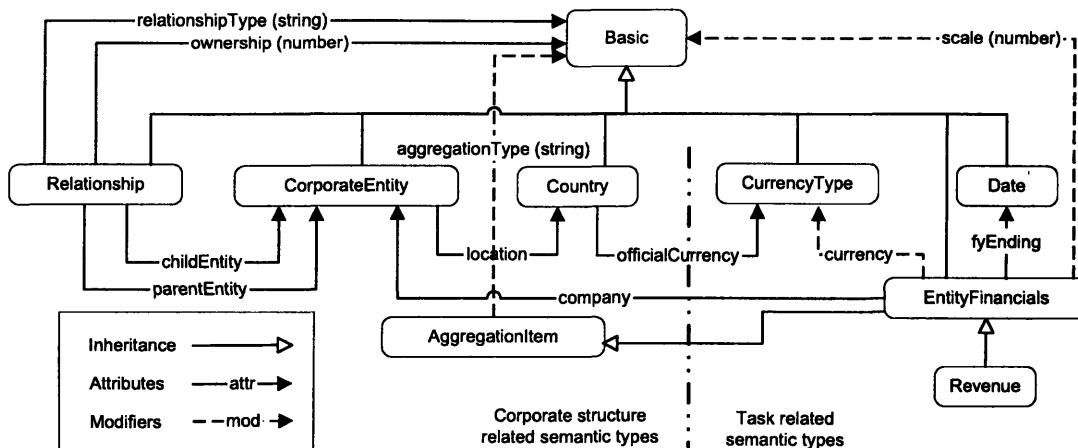 relationshipType (string)
ownership (number)
Basic
scale (number)
aggregationType (string)
Relationship
CorporateEntity
Country
CurrencyType
Date
childEntity
location
officialCurrency
currency
fyEnding
parentEntity
company
EntityFinancials
AggregationItem
Revenue
Inheritance
Attributes
attr
Modifiers
mod
Corporate structure
related semantic types
Task related
semantic types